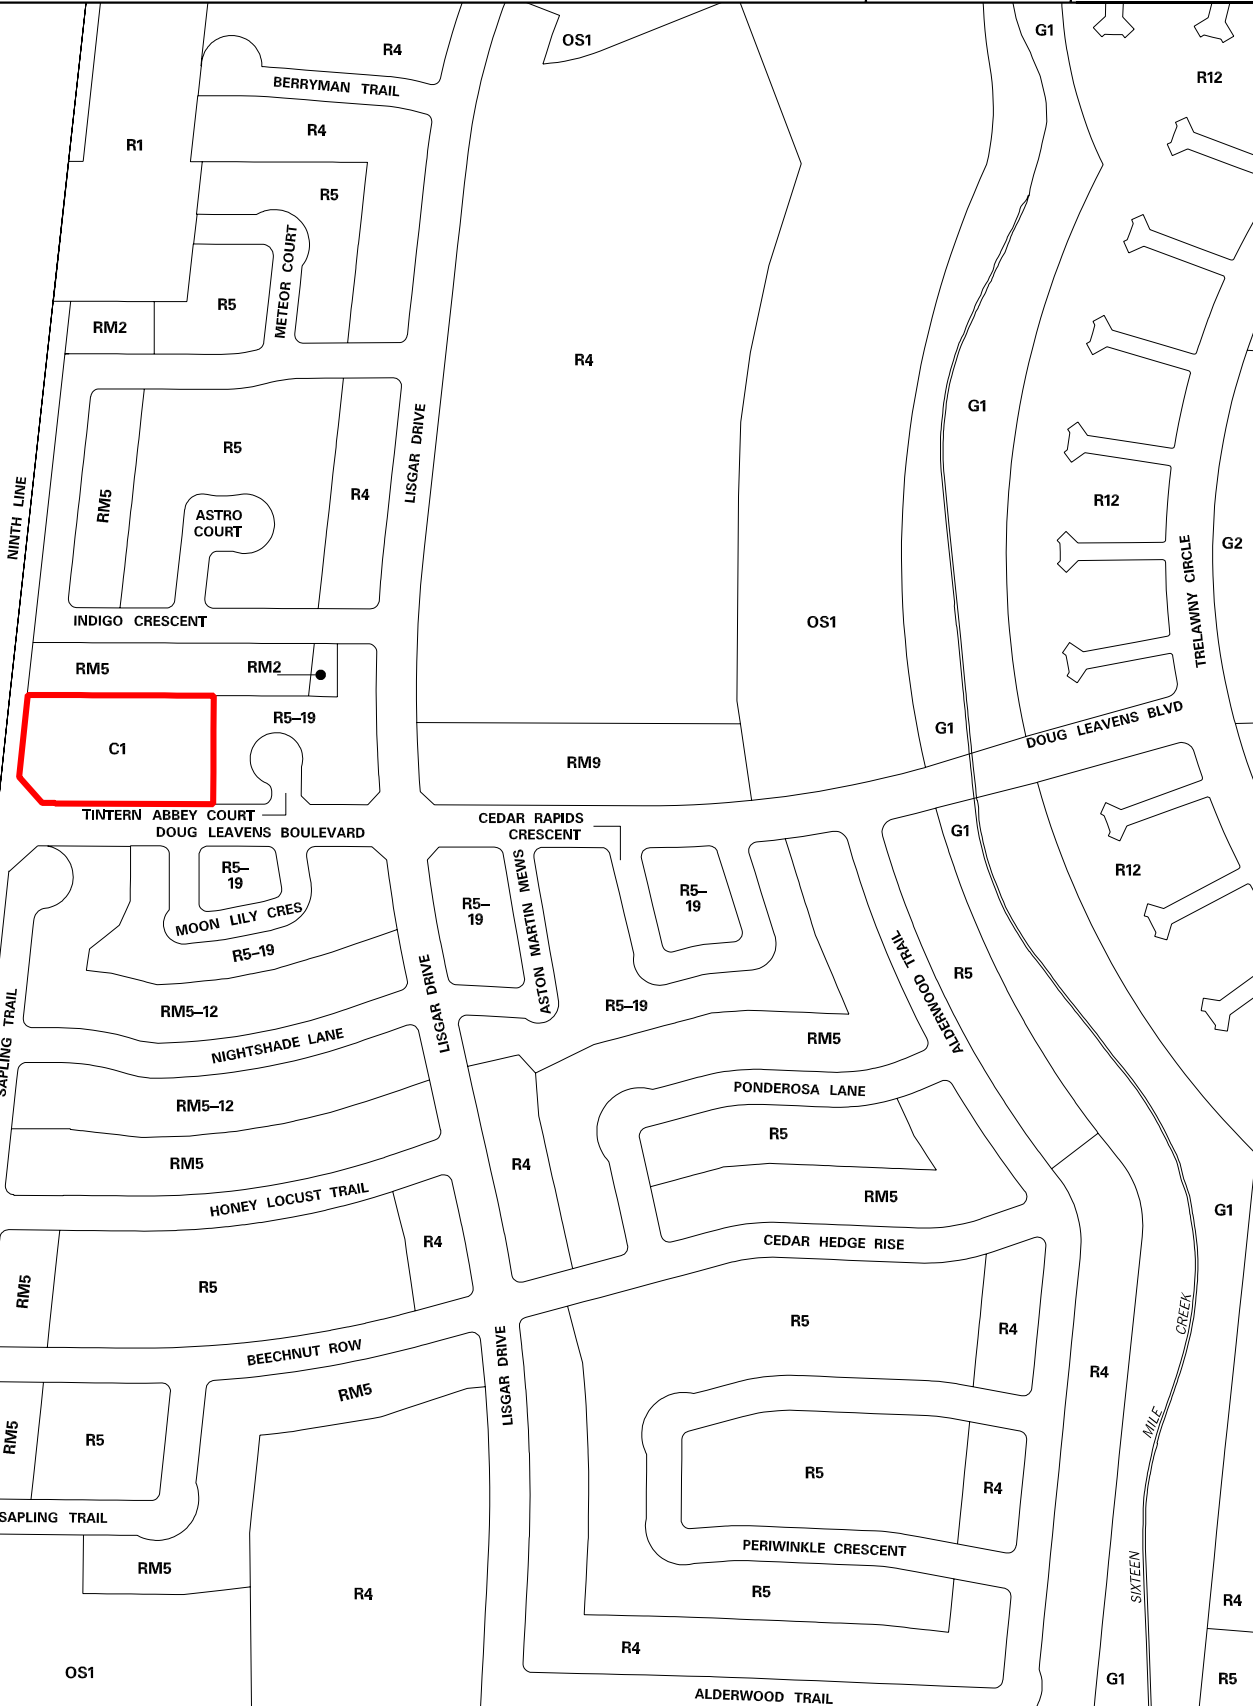 G1
OS1
R4
R12
BERRYMAN TRAIL
R4
R1
R5
METEOR COURT
R5
RM2
R4
LISGAR DRIVE
G1
R5
RM5
R4
R12
NINTH LINE
ASTRO
COURT
G2
TRELAWNY CIRCLE
INDIGO CRESCENT
OS1
RM5
RM2
R5–19
C1
G1
DOUG LEAVENS BLVD
RM9
TINTERN ABBEY COURT
DOUG LEAVENS BOULEVARD
CEDAR RAPIDS
CRESCENT
G1
R5–
19
R12
R5–
19
ASTON MARTIN MEWS
R5–
19
MOON LILY CRES
R5–19
ALDERWOOD TRAIL
R5
LISGAR DRIVE
RM5–12
R5–19
SAPLING TRAIL
NIGHTSHADE LANE
RM5
PONDEROSA LANE
RM5–12
R5
RM5
R4
HONEY LOCUST TRAIL
RM5
G1
R4
CEDAR HEDGE RISE
RM5
R5
R5
R4
CREEK
BEECHNUT ROW
LISGAR DRIVE
R4
RM5
RM5
R5
MILE
R5
R4
SAPLING TRAIL
PERIWINKLE CRESCENT
RM5
R5
SIXTEEN
R4
R4
R4
OS1
G1
R5
ALDERWOOD TRAIL